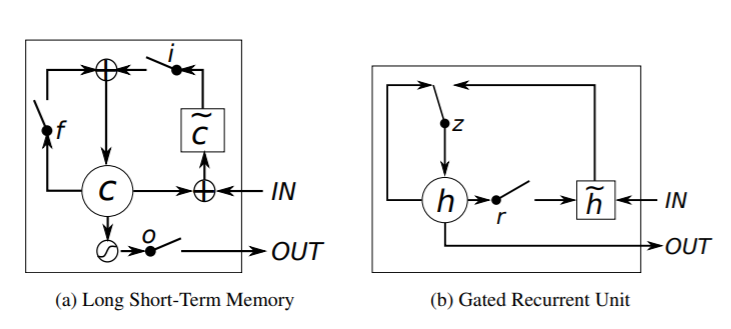 i
f
c̃
c
IN
o
OUT
(a) Long Short-Term Memory
z
h
r
h̃
IN
OUT
(b) Gated Recurrent Unit